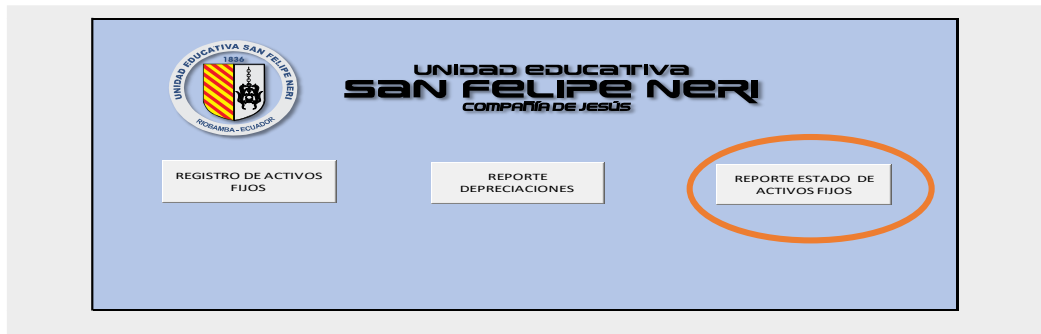 UNIDAD EDUCATIVA SAN FELIPE NERI
1836
RIOBAMBA - ECUADOR
UNIDAD EDUCATIVA
SAN FELIPE NERI
COMPAÑÍA DE JESÚS
REGISTRO DE ACTIVOS
FIJOS
REPORTE
DEPRECIACIONES
REPORTE ESTADO DE
ACTIVOS FIJOS